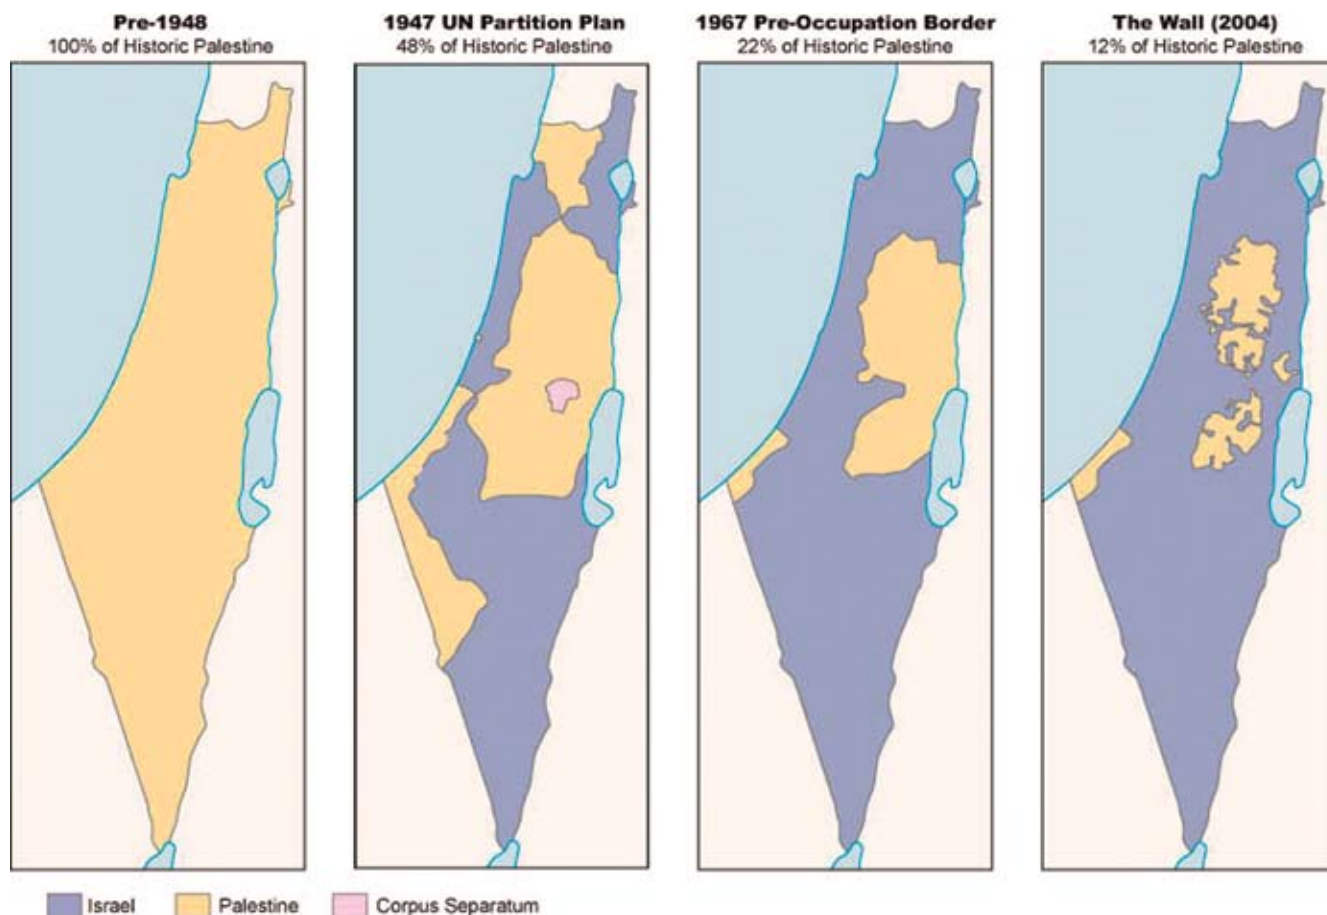 Pre-1948
100% of Historic Palestine
1947 UN Partition Plan
48% of Historic Palestine
1967 Pre-Occupation Border
22% of Historic Palestine
The Wall (2004)
12% of Historic Palestine
Israel
Palestine
Corpus Separatum